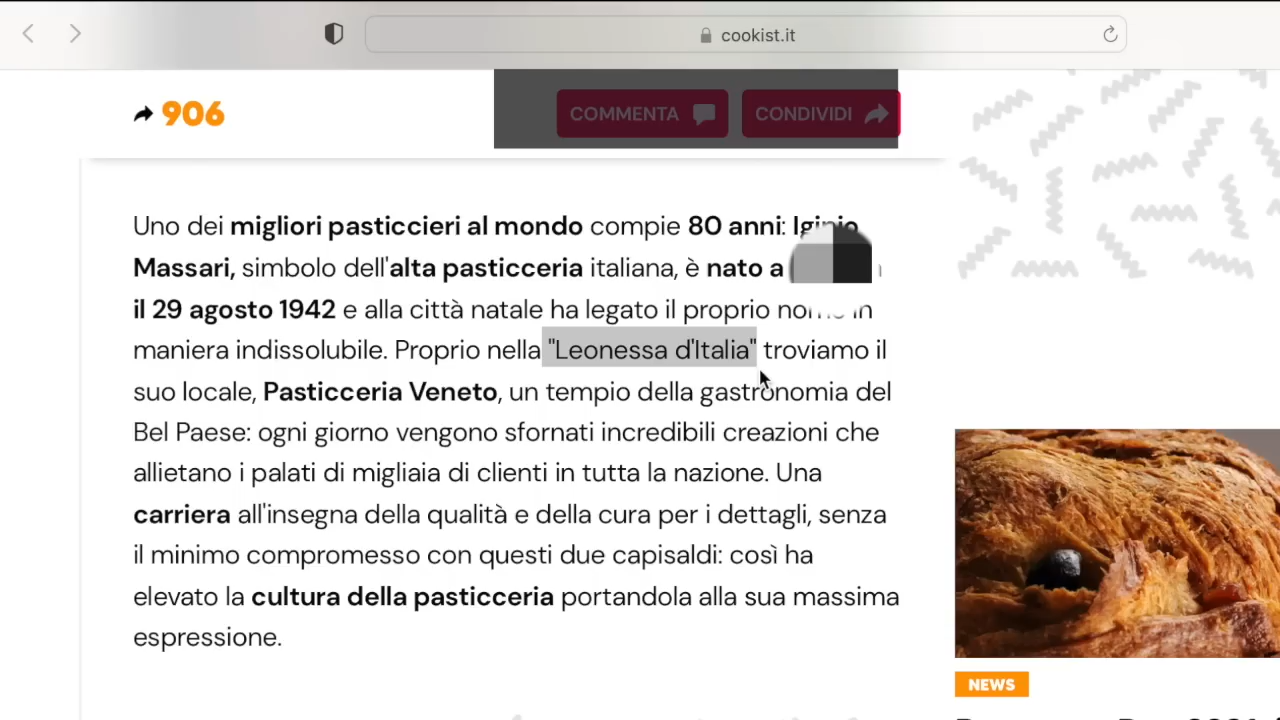 cookist.it
906
COMMENTA
CONDIVIDI
Uno dei migliori pasticcieri al mondo compie 80 anni: Iginio
Massari, simbolo dell'alta pasticceria italiana, è nato a
il 29 agosto 1942 e alla città natale ha legato il proprio nome in
maniera indissolubile. Proprio nella "Leonessa d'Italia" troviamo il
suo locale, Pasticceria Veneto, un tempio della gastronomia del
Bel Paese: ogni giorno vengono sfornati incredibili creazioni che
allietano i palati di migliaia di clienti in tutta la nazione. Una
carriera all'insegna della qualità e della cura per i dettagli, senza
il minimo compromesso con questi due capisaldi: così ha
elevato la cultura della pasticceria portandola alla sua massima
espressione.
NEWS